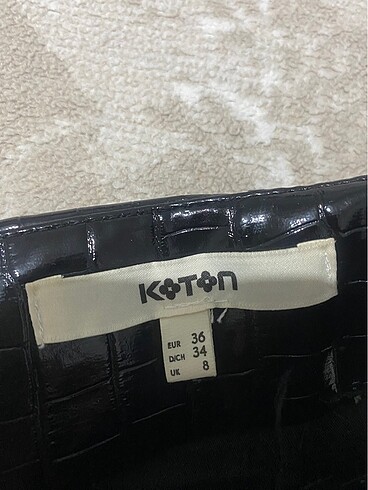 KOTON
EUR 36
D/CH 34
UK 8